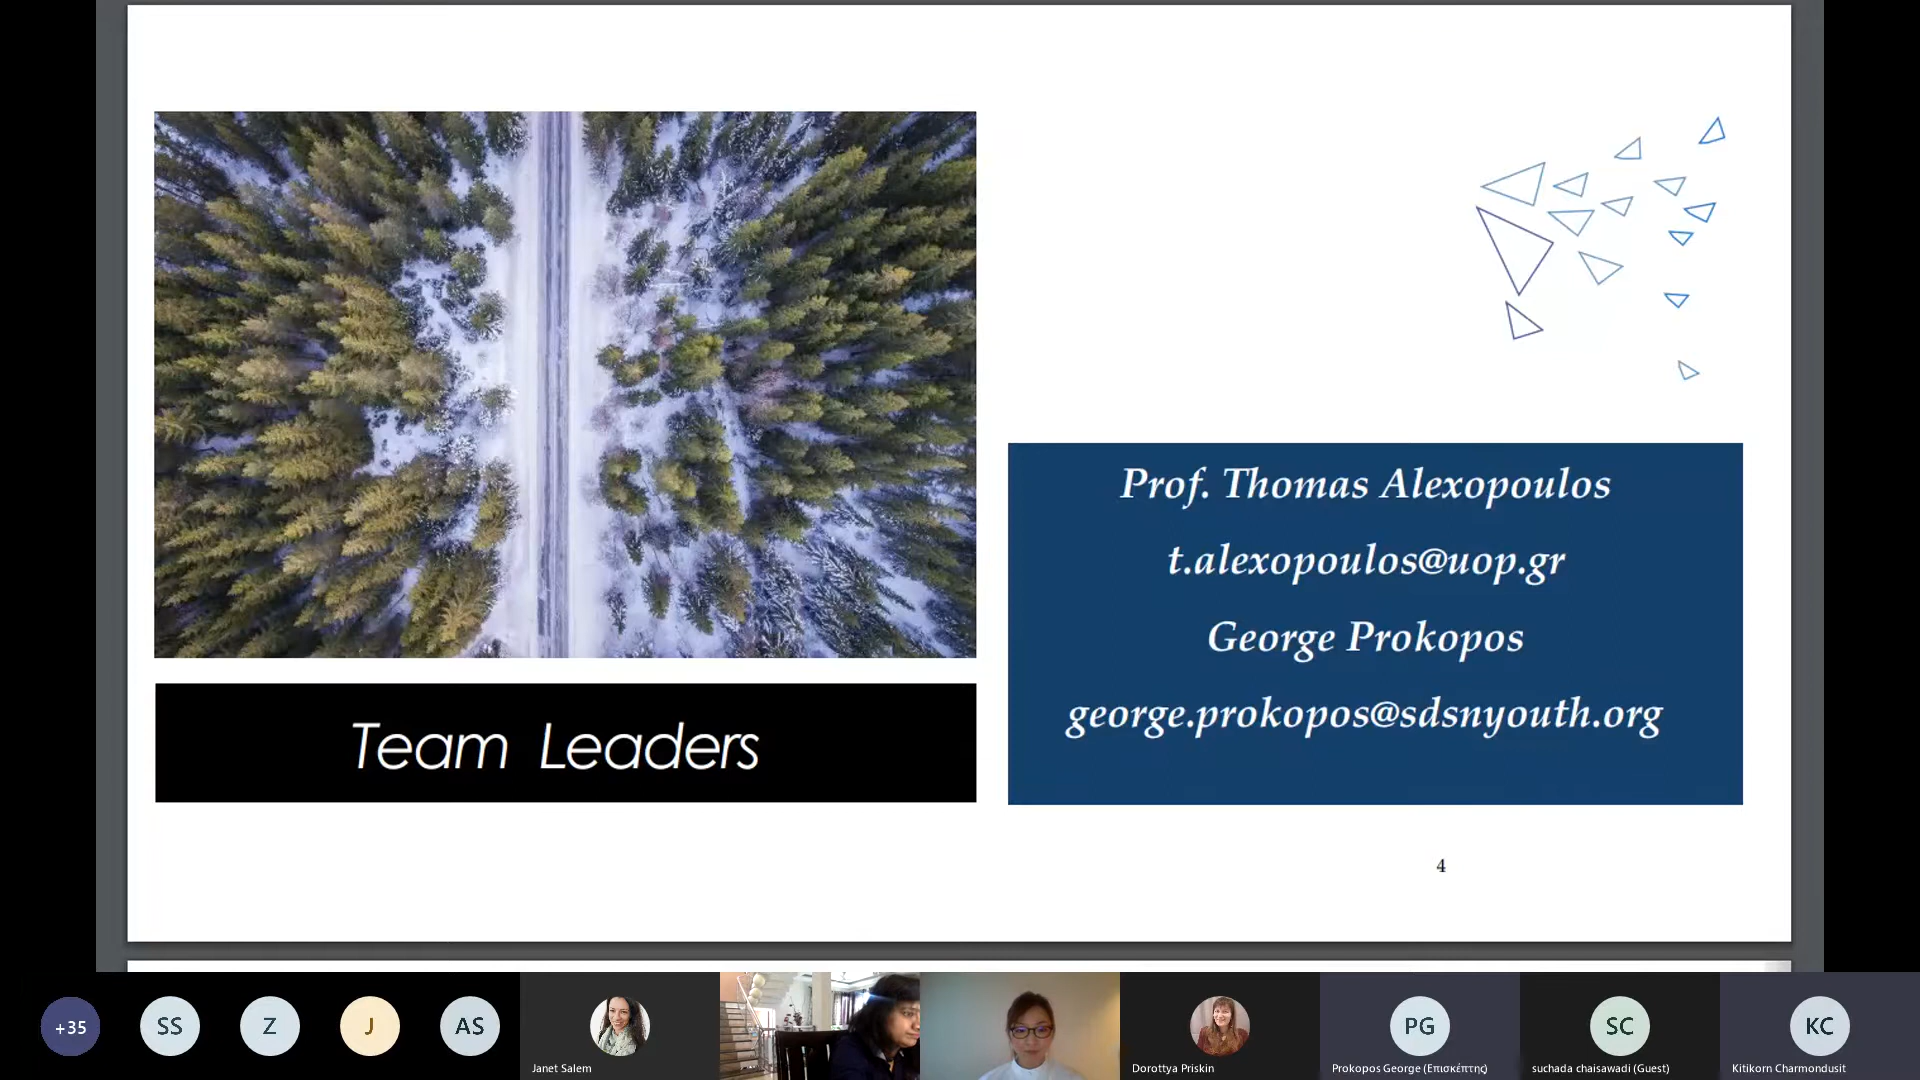 Prof. Thomas Alexopoulos
t.alexopoulos@uop.gr
George Prokopos
george.prokopos@sdsnyouth.org
Team Leaders
4
+35
SS
Z
J
AS
PG
SC
KC
Janet Salem
Dorottya Priskin
Prokopos George (Επισκέπτης)
suchada chaisawadi (Guest)
Kitikorn Charmondusit